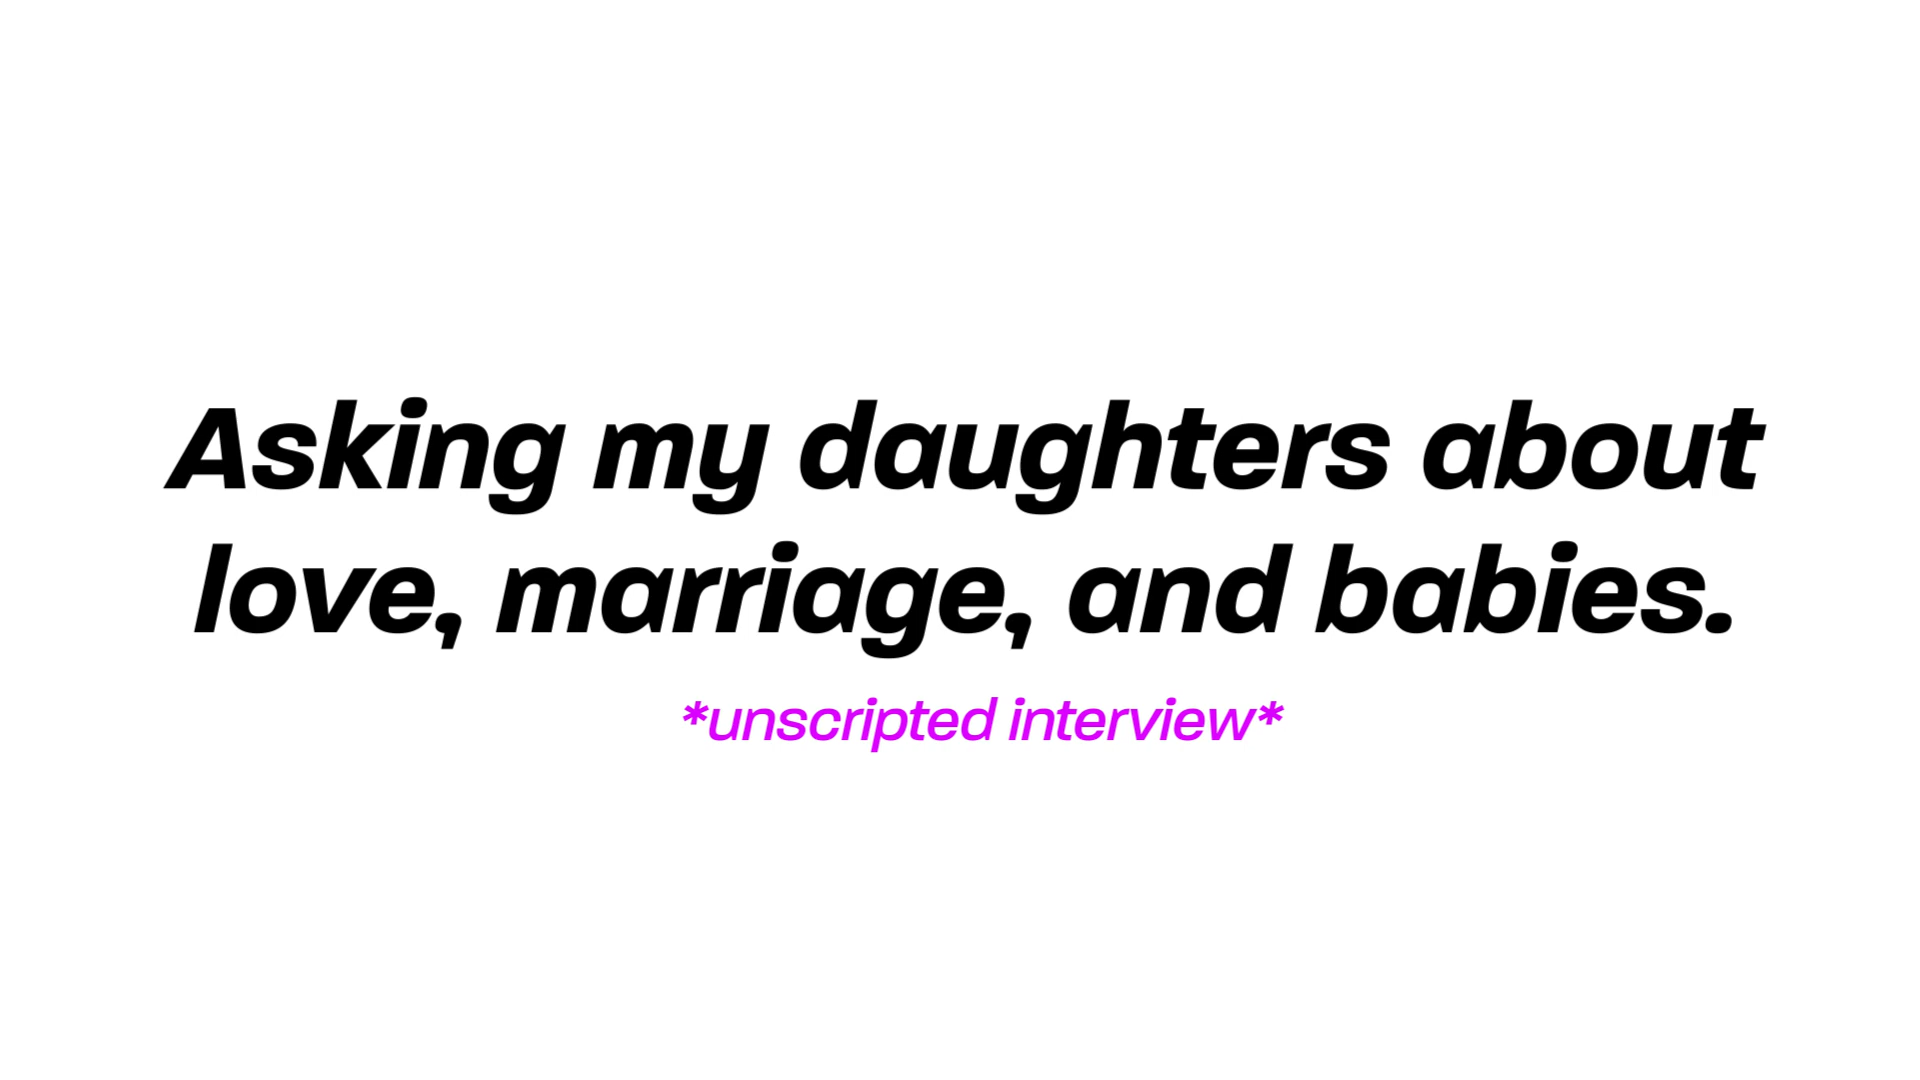 Asking my daughters about
love, marriage, and babies.
*unscripted interview*